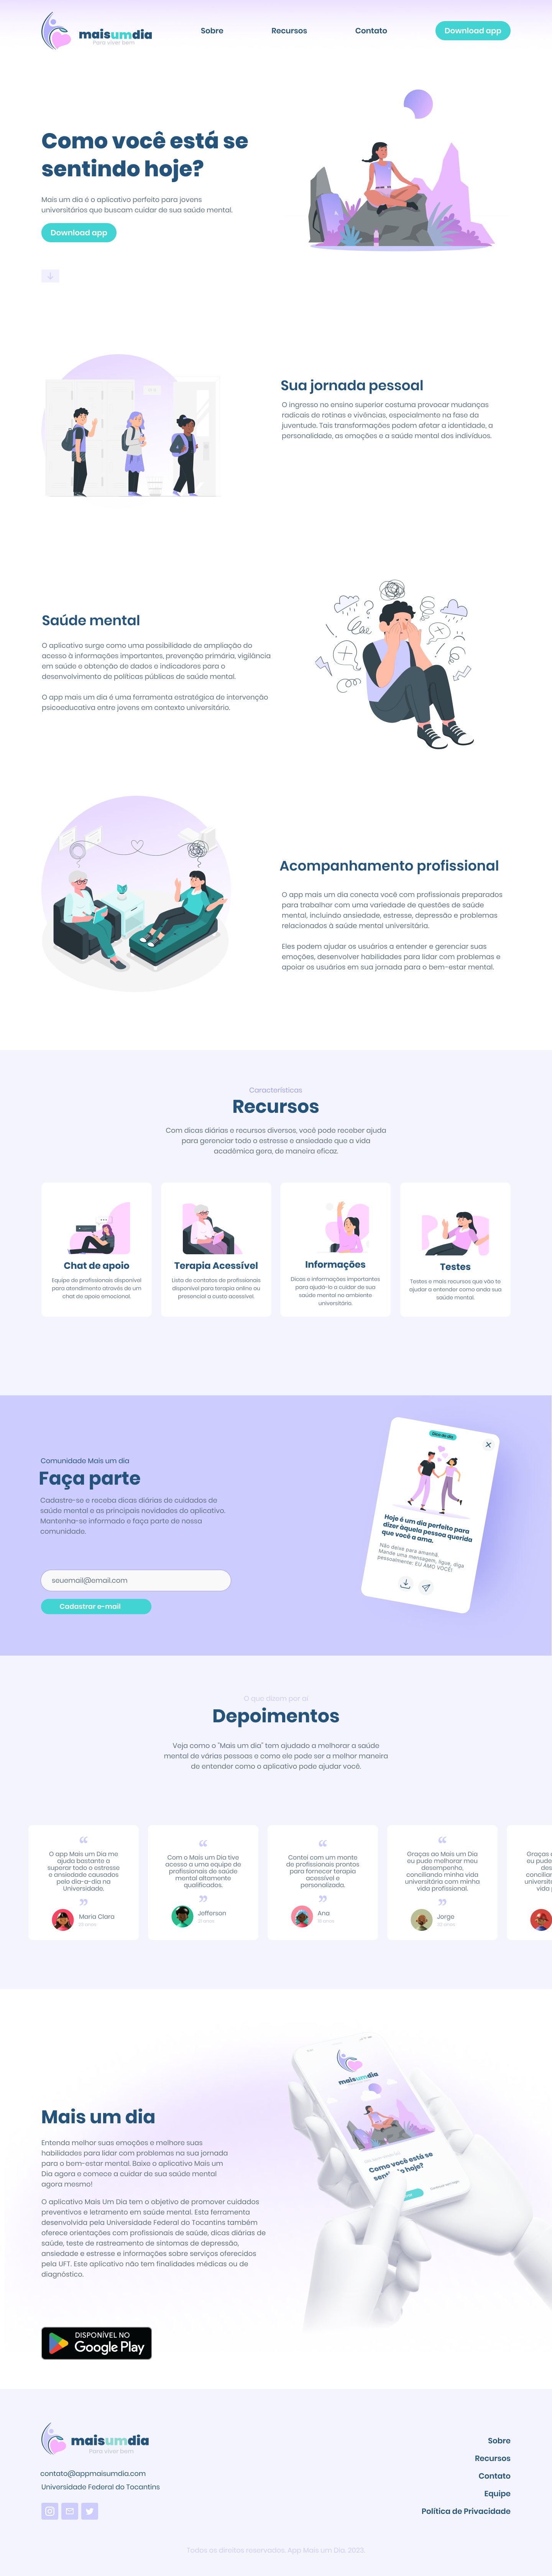 maisumdia
Para viver bem
Sobre
Recursos
Contato
Download app
Como você está se
sentindo hoje?
Mais um dia é o aplicativo perfeito para jovens
universitários que buscam cuidar de sua saúde mental.
Download app
Sua jornada pessoal
O ingresso no ensino superior costuma provocar mudanças
radicais de rotinas e vivências, especialmente na fase da
juventude. Tais transformações podem afetar a identidade, a
personalidade, as emoções e a saúde mental dos indivíduos.
Saúde mental
O aplicativo surge como uma possibilidade de ampliação do
acesso à informações importantes, prevenção primária, vigilância
em saúde e obtenção de dados e indicadores para o
desenvolvimento de políticas públicas de saúde mental.
O app mais um dia é uma ferramenta estratégica de intervenção
psicoeducativa entre jovens em contexto universitário.
Acompanhamento profissional
O app mais um dia conecta você com profissionais preparados
para trabalhar com uma variedade de questões de saúde
mental, incluindo ansiedade, estresse, depressão e problemas
relacionados à saúde mental universitária.
Eles podem ajudar os usuários a entender e gerenciar suas
emoções, desenvolver habilidades para lidar com problemas e
apoiar os usuários em sua jornada para o bem-estar mental.
Características
Recursos
Com dicas diárias e recursos diversos, você pode receber ajuda
para gerenciar todo o estresse e ansiedade que a vida
acadêmica gera, de maneira eficaz.
Chat de apoio
Equipe de profissionais disponível
para atendimento através de um
chat de apoio emocional.
Terapia Acessível
Lista de contatos de profissionais
disponível para terapia online ou
presencial a custo acessível.
Informações
Dicas e informações importantes
para ajudá-lo a cuidar de sua
saúde mental no ambiente
universitário.
Testes
Testes e mais recursos que vão te
ajudar a entender como anda sua
saúde mental.
Comunidade Mais um dia
Faça parte
Cadastre-se e receba dicas diárias de cuidados de
saúde mental e as principais novidades do aplicativo.
Mantenha-se informado e faça parte de nossa
comunidade.
seuemail@email.com
Cadastrar e-mail
Dica do dia
Hoje é um dia perfeito para
dizer àquela pessoa querida
que você a ama.
Não deixe para amanhã.
Mande uma mensagem, ligue, diga
pessoalmente: EU AMO VOCÊ!
O que dizem por aí
Depoimentos
Veja como o "Mais um dia" tem ajudado a melhorar a saúde
mental de várias pessoas e como ele pode ser a melhor maneira
de entender como o aplicativo pode ajudar você.
“
O app Mais um Dia me
ajuda bastante a
superar todo o estresse
e ansiedade causados
pelo dia-a-dia na
Universidade.
”
Maria Clara
“
Com o Mais um Dia tive
acesso a uma equipe de
profissionais de saúde
mental altamente
qualificados.
”
Jefferson
“
Contei com um monte
de profissionais prontos
para fornecer terapia
acessível e
personalizada.
”
Ana
“
Graças ao Mais um Dia
eu pude melhorar meu
desempenho,
conciliando minha vida
universitária com minha
vida profissional.
”
Jorge
Graças
eu pude
des
concilian
universit
vida
Mais um dia
Entenda melhor suas emoções e melhore suas
habilidades para lidar com problemas na sua jornada
para o bem-estar mental. Baixe o aplicativo Mais um
Dia agora e comece a cuidar de sua saúde mental
agora mesmo!
O aplicativo Mais Um Dia tem o objetivo de promover cuidados
preventivos e letramento em saúde mental. Esta ferramenta
desenvolvida pela Universidade Federal do Tocantins também
oferece orientações com profissionais de saúde, dicas diárias de
saúde, teste de rastreamento de sintomas de depressão,
ansiedade e estresse e informações sobre serviços oferecidos
pela UFT. Este aplicativo não tem finalidades médicas ou de
diagnóstico.
maisumdia
Como você está se
hoje?
DISPONÍVEL NO
Google Play
maisumdia
Para viver bem
contato@appmaisumdia.com
Universidade Federal do Tocantins
Sobre
Recursos
Contato
Equipe
Política de Privacidade
Todos os direitos reservados. App Mais um Dia. 2023.